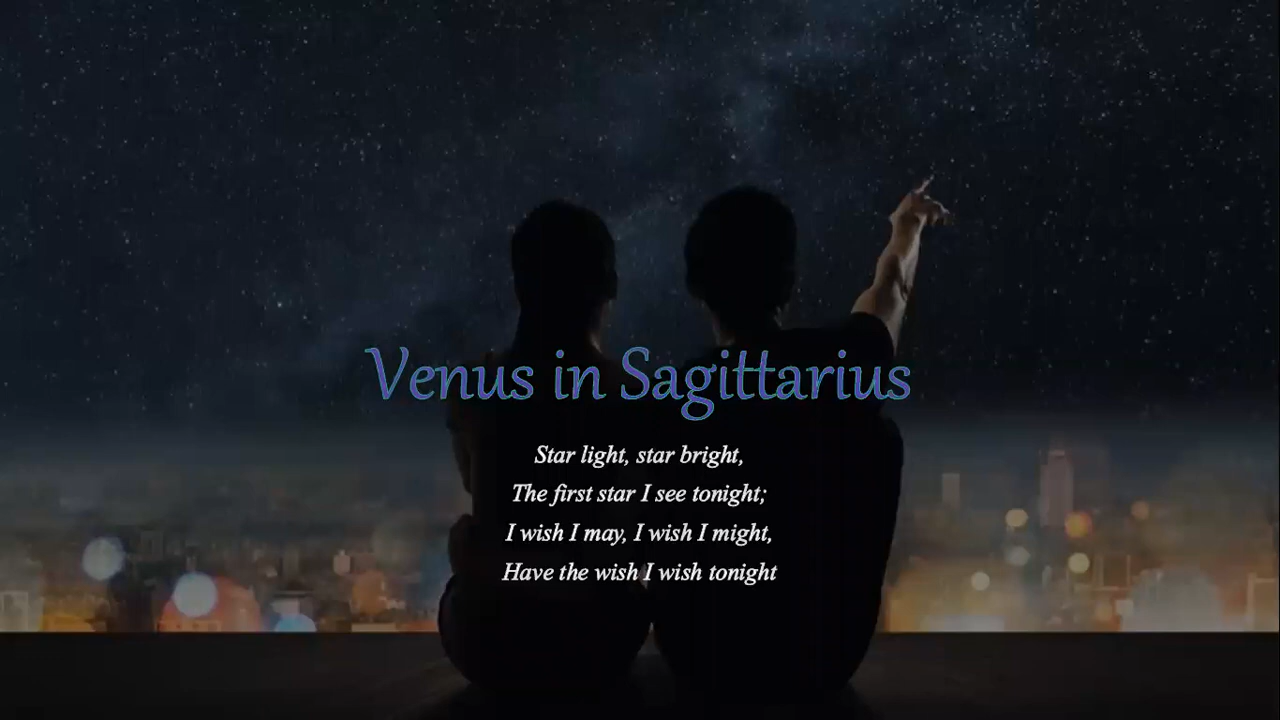 Venus in Sagittarius
Star light, star bright,
The first star I see tonight;
I wish I may, I wish I might,
Have the wish I wish tonight